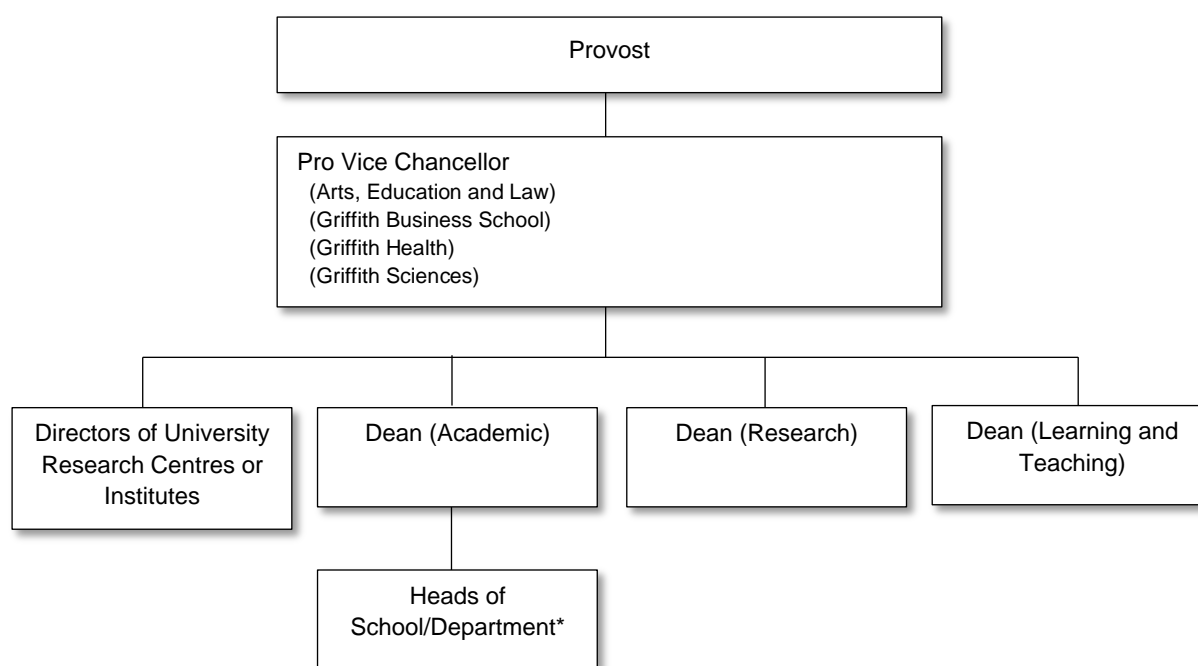 Provost
Pro Vice Chancellor
(Arts, Education and Law)
(Griffith Business School)
(Griffith Health)
(Griffith Sciences)
Directors of University
Research Centres or
Institutes
Dean (Academic)
Dean (Research)
Dean (Learning and
Teaching)
Heads of
School/Department*